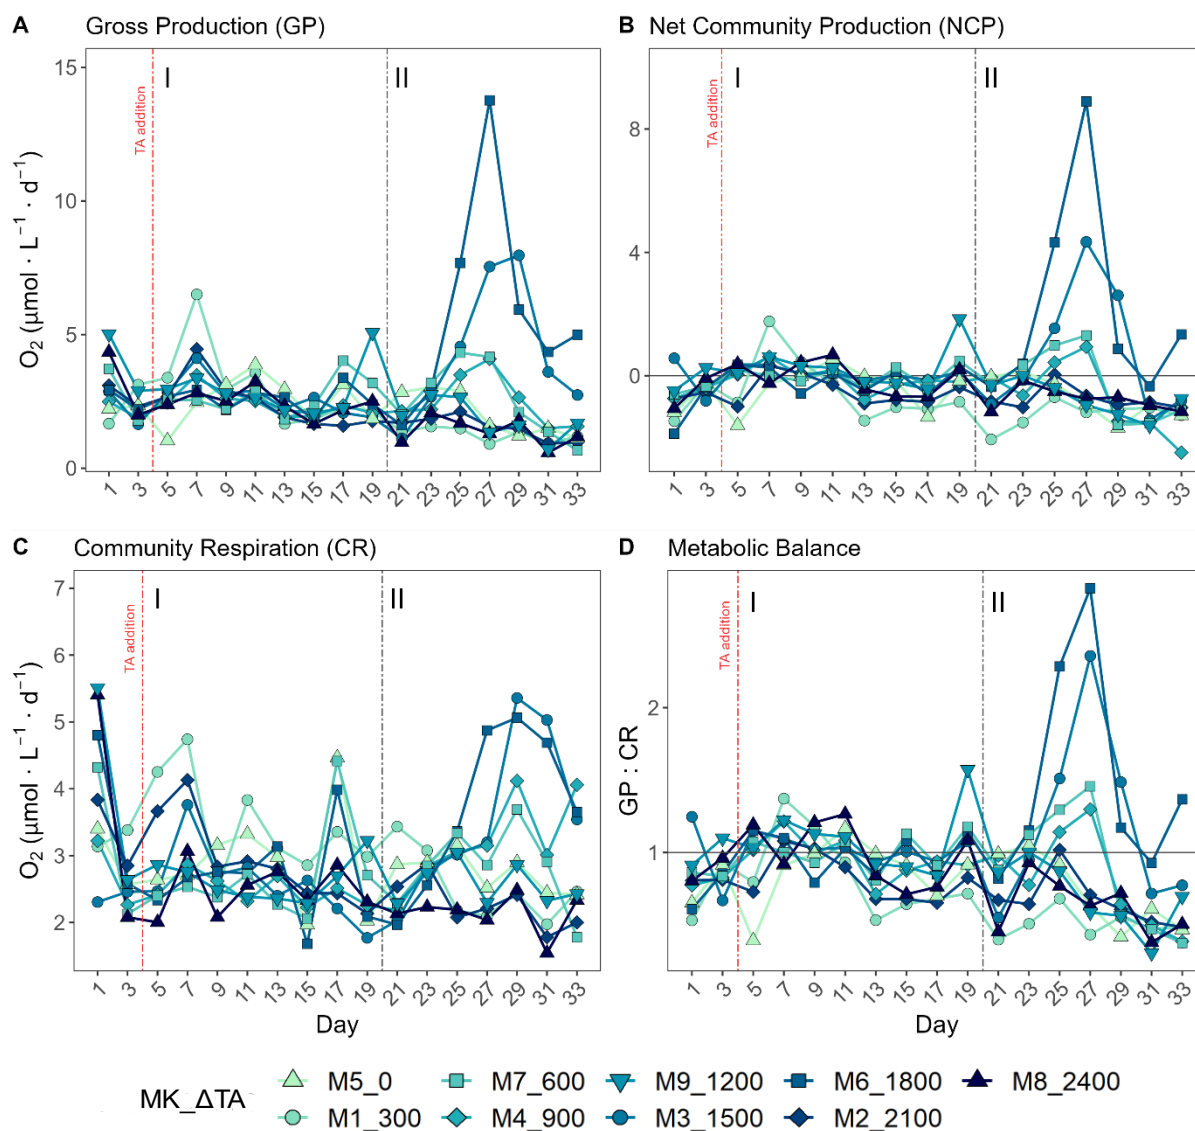 A Gross Production (GP)
B Net Community Production (NCP)
15
10
5
0
O₂ (µmol · L⁻¹ · d⁻¹)
TA addition
I
II
1 3 5 7 9 11 13 15 17 19 21 23 25 27 29 31 33
8
4
0
TA addition
I
II
1 3 5 7 9 11 13 15 17 19 21 23 25 27 29 31 33
C Community Respiration (CR)
D Metabolic Balance
7
6
5
4
3
2
O₂ (µmol · L⁻¹ · d⁻¹)
TA addition
I
II
1 3 5 7 9 11 13 15 17 19 21 23 25 27 29 31 33
Day
2
1
GP : CR
TA addition
I
II
1 3 5 7 9 11 13 15 17 19 21 23 25 27 29 31 33
Day
MK_ΔTA
M5_0 M7_600 M9_1200 M6_1800 M8_2400
M1_300 M4_900 M3_1500 M2_2100